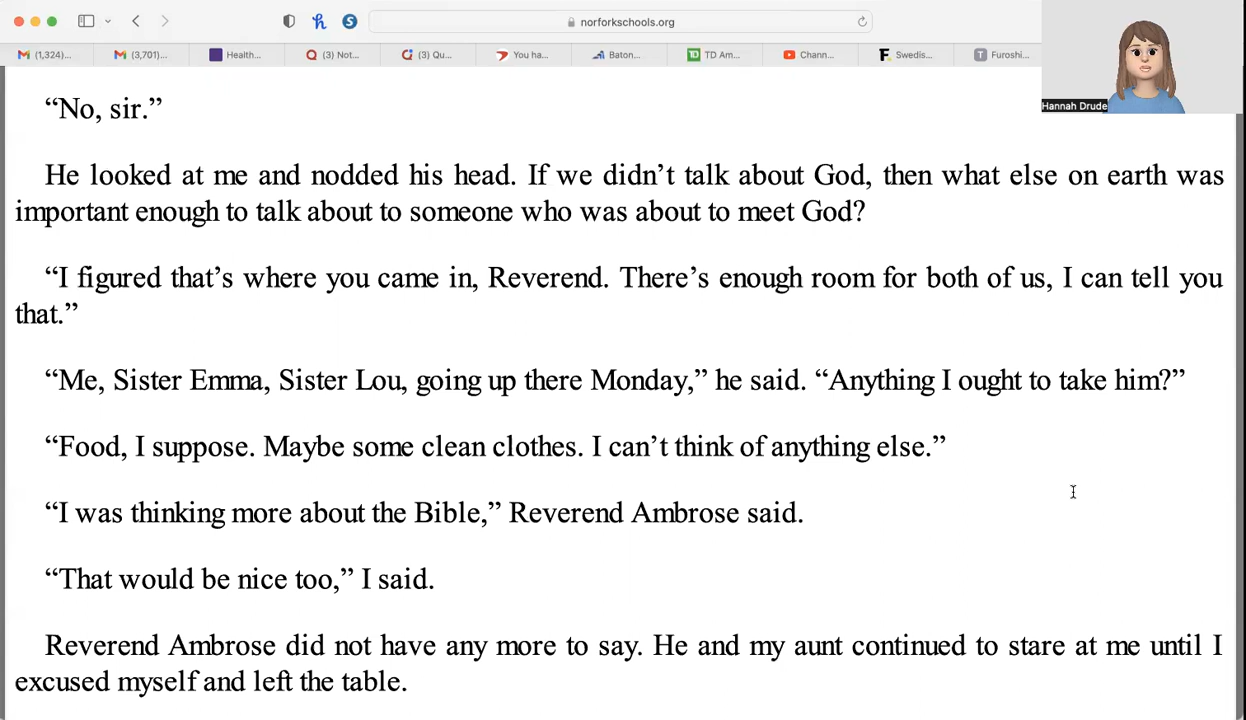 norforkschools.org
(1,324)...
(3,701)...
Health...
(3) Not...
(3) Qu...
You ha...
Baton...
TD Am...
Chann...
Swedis...
Furoshi...
Hannah Drude
“No, sir.”
He looked at me and nodded his head. If we didn’t talk about God, then what else on earth was
important enough to talk about to someone who was about to meet God?
“I figured that’s where you came in, Reverend. There’s enough room for both of us, I can tell you
that.”
“Me, Sister Emma, Sister Lou, going up there Monday,” he said. “Anything I ought to take him?”
“Food, I suppose. Maybe some clean clothes. I can’t think of anything else.”
“I was thinking more about the Bible,” Reverend Ambrose said.
“That would be nice too,” I said.
Reverend Ambrose did not have any more to say. He and my aunt continued to stare at me until I
excused myself and left the table.